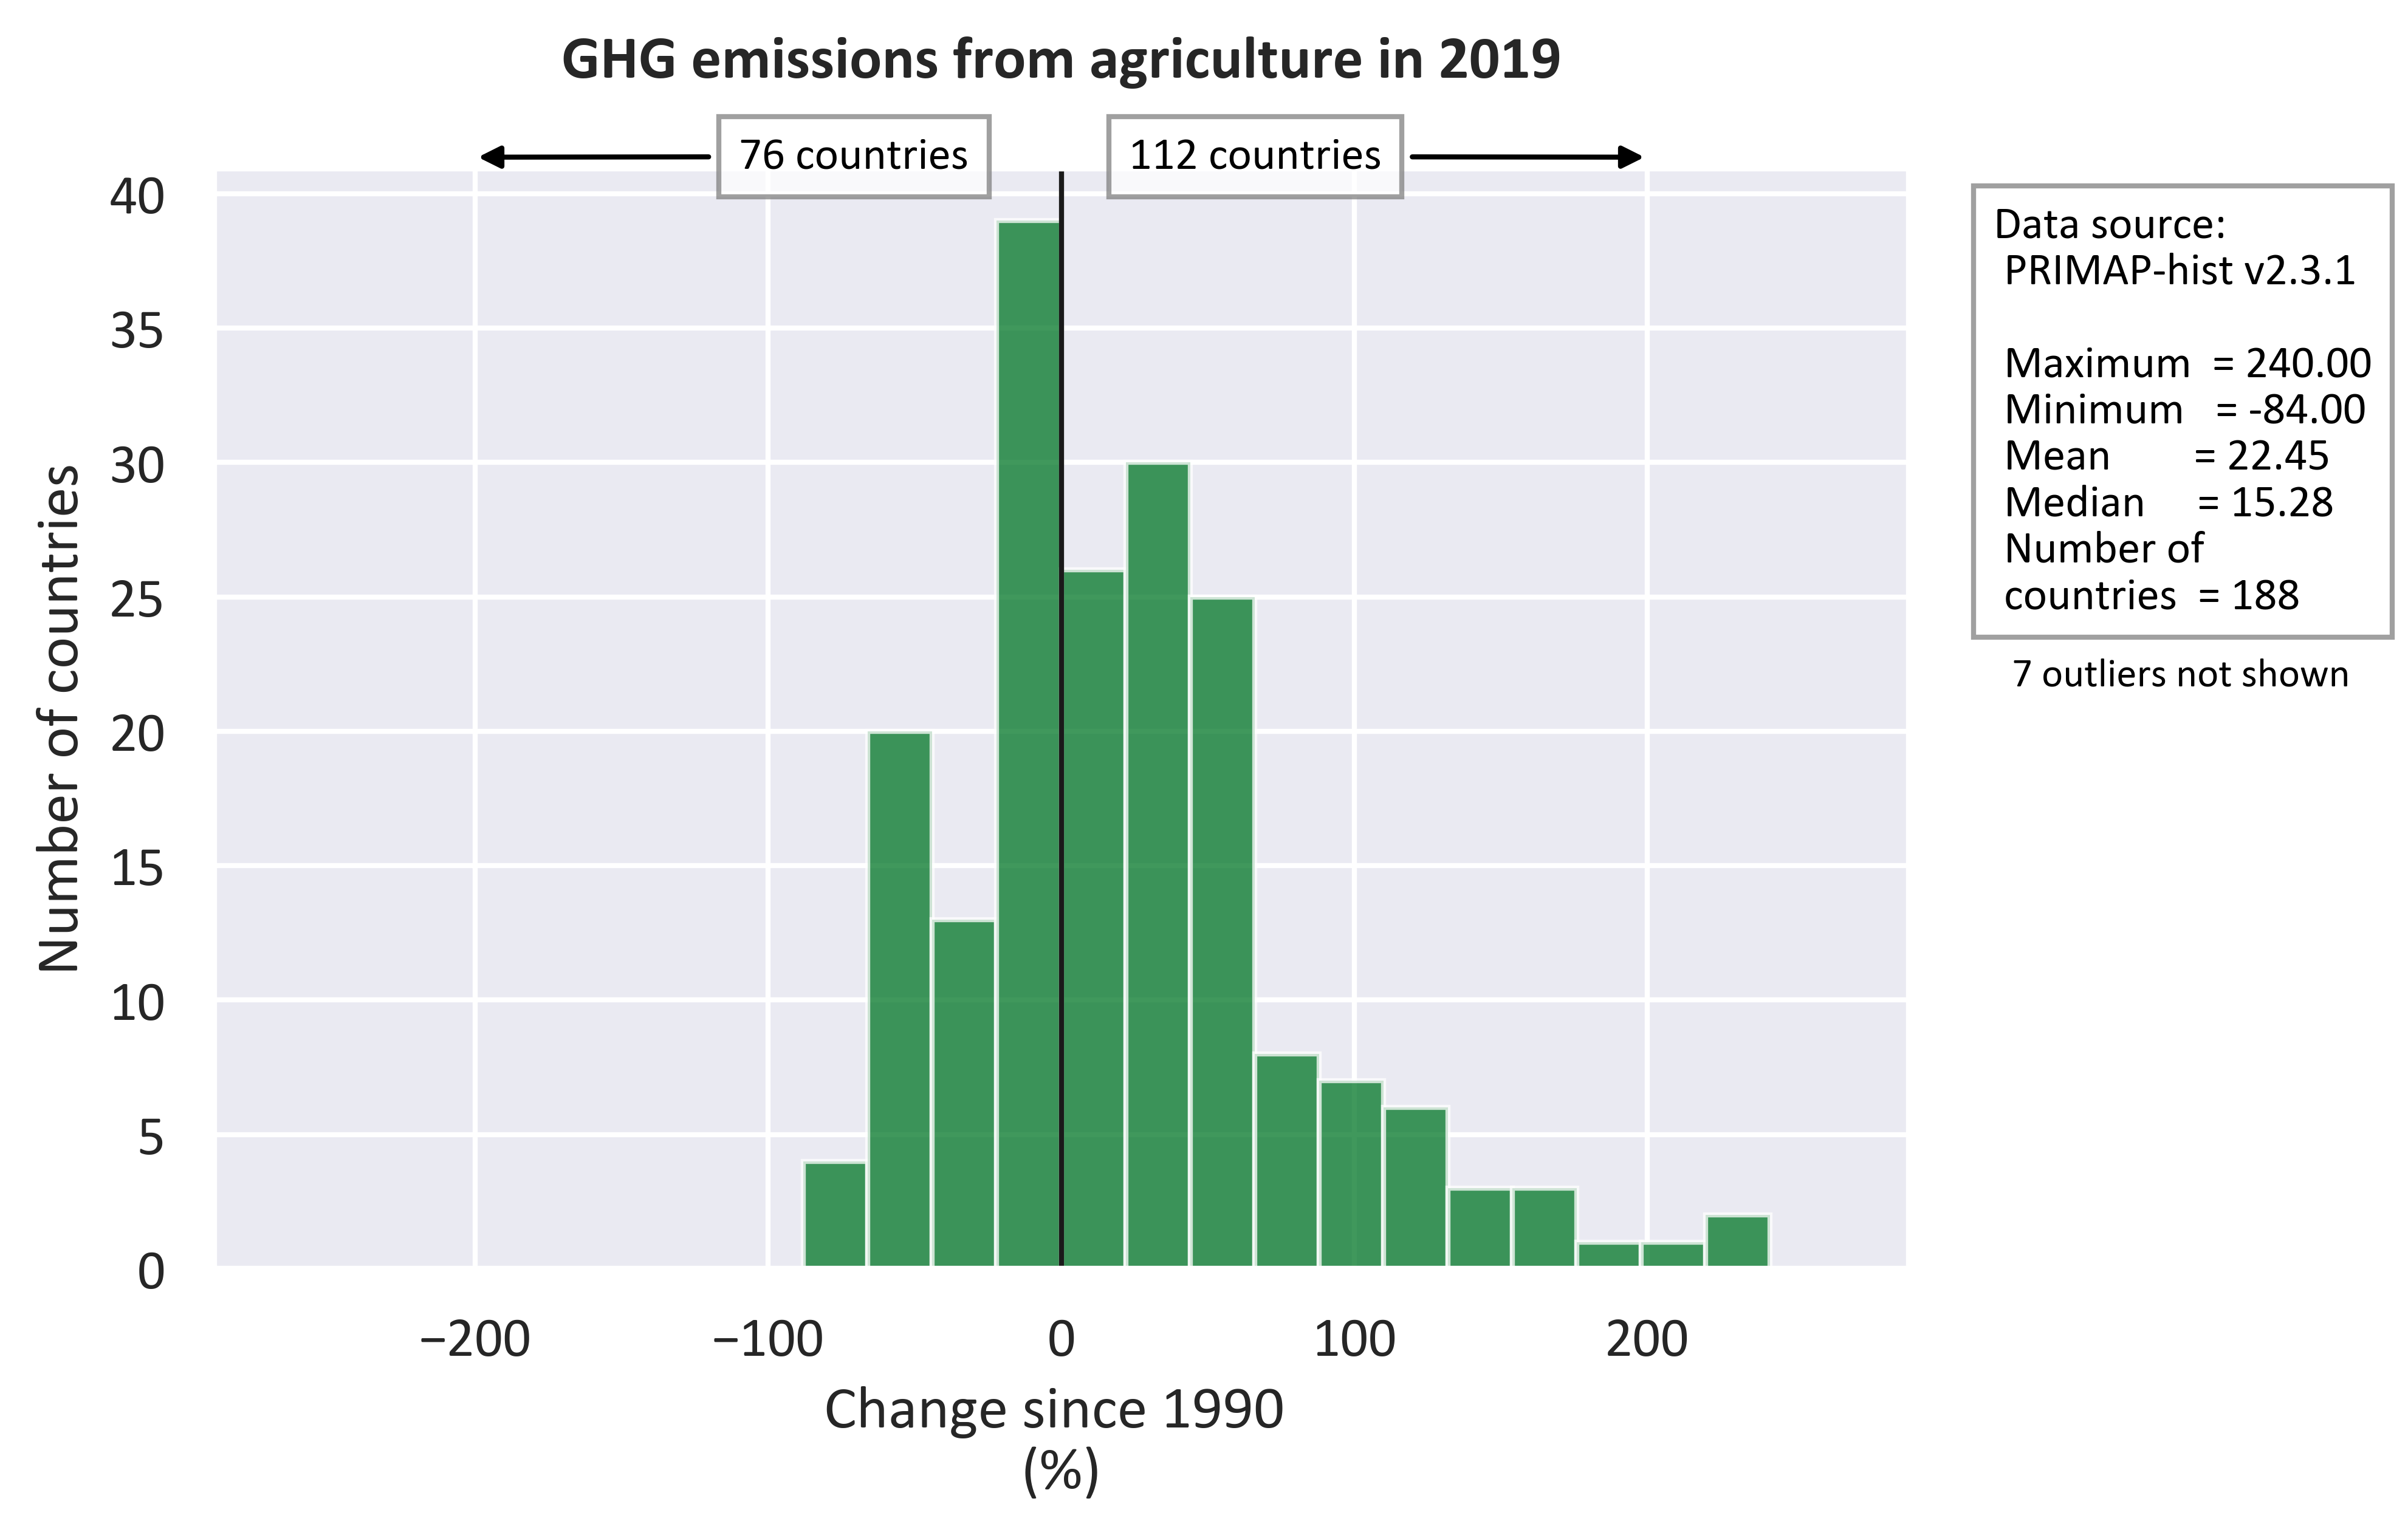 GHG emissions from agriculture in 2019
76 countries
112 countries
40
35
30
25
20
15
10
5
0
Number of countries
−200
−100
0
100
200
Change since 1990
(%)
Data source:
PRIMAP-hist v2.3.1
Maximum = 240.00
Minimum = -84.00
Mean = 22.45
Median = 15.28
Number of
countries = 188
7 outliers not shown